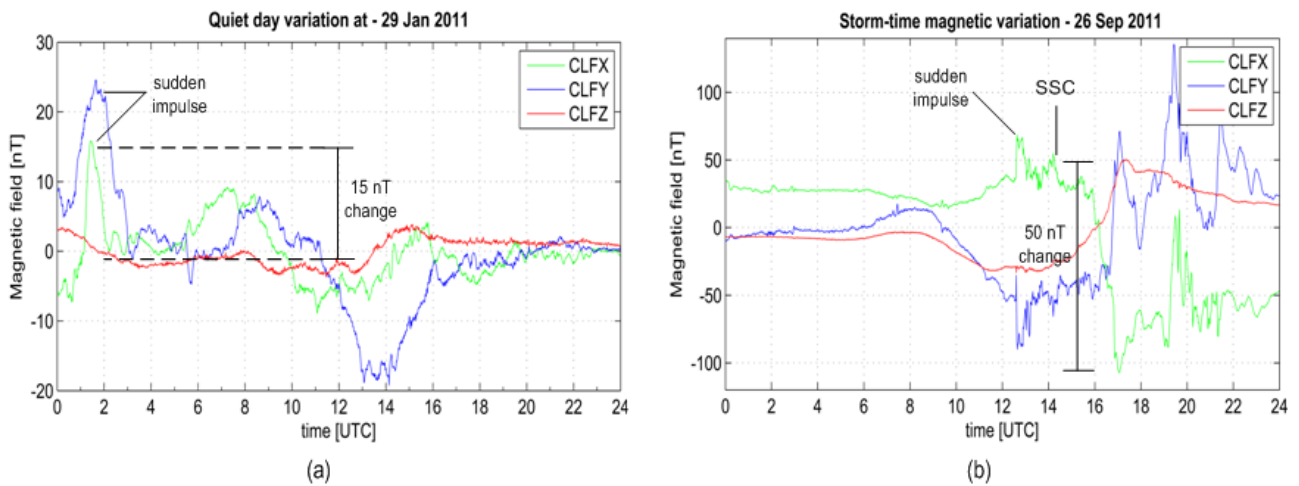 Quiet day variation at - 29 Jan 2011
Magnetic field [nT]
30
20
10
0
-10
-20
sudden
impulse
15 nT
change
CLFX
CLFY
CLFZ
0 2 4 6 8 10 12 14 16 18 20 22 24
time [UTC]
(a)
Storm-time magnetic variation - 26 Sep 2011
Magnetic field [nT]
100
50
0
-50
-100
sudden
impulse
SSC
50 nT
change
CLFX
CLFY
CLFZ
0 2 4 6 8 10 12 14 16 18 20 22 24
time [UTC]
(b)